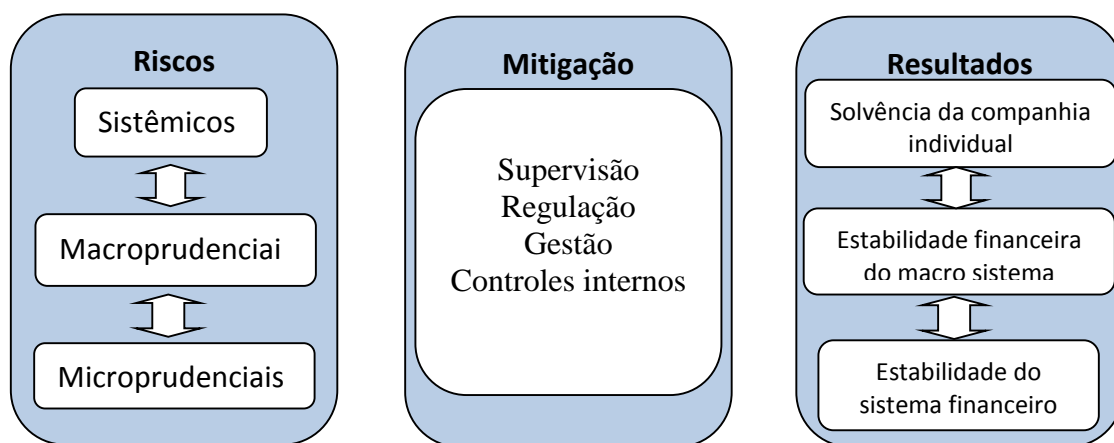 Riscos
Sistêmicos
Macroprudenciai
Microprudenciais
Mitigação
Supervisão
Regulação
Gestão
Controles internos
Resultados
Solvência da companhia
individual
Estabilidade financeira
do macro sistema
Estabilidade do
sistema financeiro